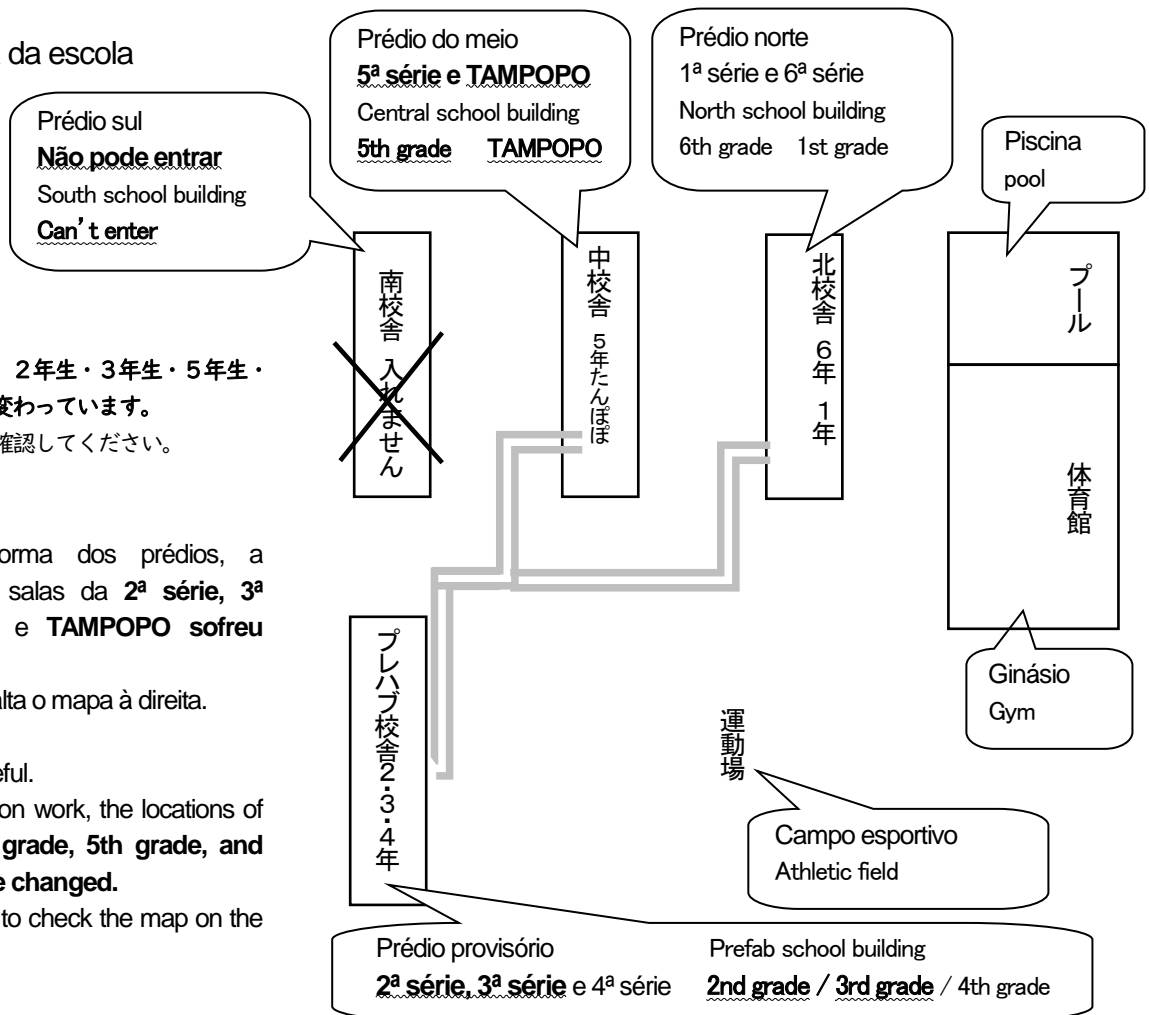 da escola
Prédio sul
Não pode entrar
South school building
Can't enter
Prédio do meio
5ª série e TAMPOPO
Central school building
5th grade TAMPOPO
Prédio norte
1ª série e 6ª série
North school building
6th grade 1st grade
Piscina
pool
南校舎 入れません
中校舎 5年たんぽぽ
北校舎 6年 1年
プール
体育館
2年生・3年生・5年生・
変わっています。
確認してください。
orma dos prédios, a
salas da 2ª série, 3ª
e TAMPOPO sofreu
lta o mapa à direita.
eful.
on work, the locations of
grade, 5th grade, and
e changed.
to check the map on the
プレハブ校舎2・3・4年
運動場
Ginásio
Gym
Campo esportivo
Athletic field
Prédio provisório
2ª série, 3ª série e 4ª série
Prefab school building
2nd grade / 3rd grade / 4th grade